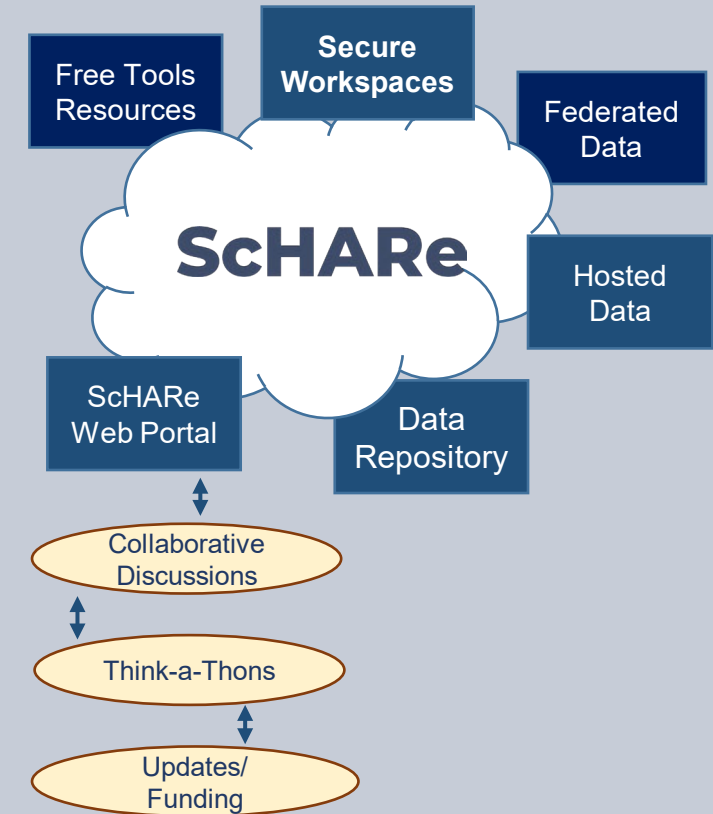 Free Tools
Resources
Secure
Workspaces
Federated
Data
ScHARe
Hosted
Data
ScHARe
Web Portal
Data
Repository
Collaborative
Discussions
Think-a-Thons
Updates/
Funding